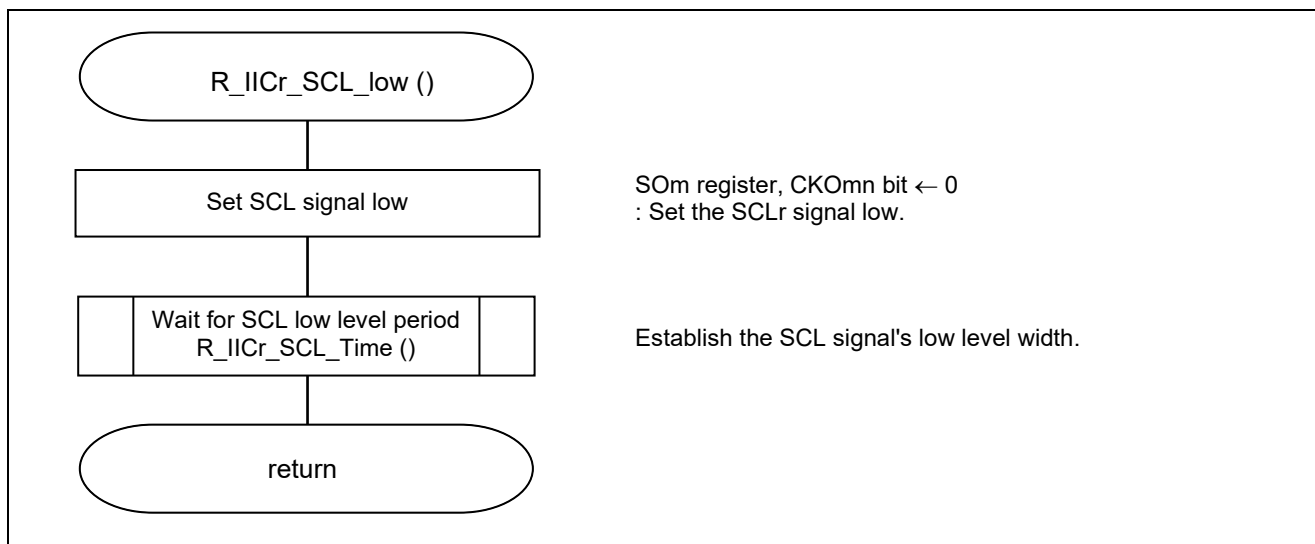 R_IICr_SCL_low ()
Set SCL signal low
SOm register, CKOmn bit ← 0
: Set the SCLr signal low.
Wait for SCL low level period
R_IICr_SCL_Time ()
Establish the SCL signal's low level width.
return